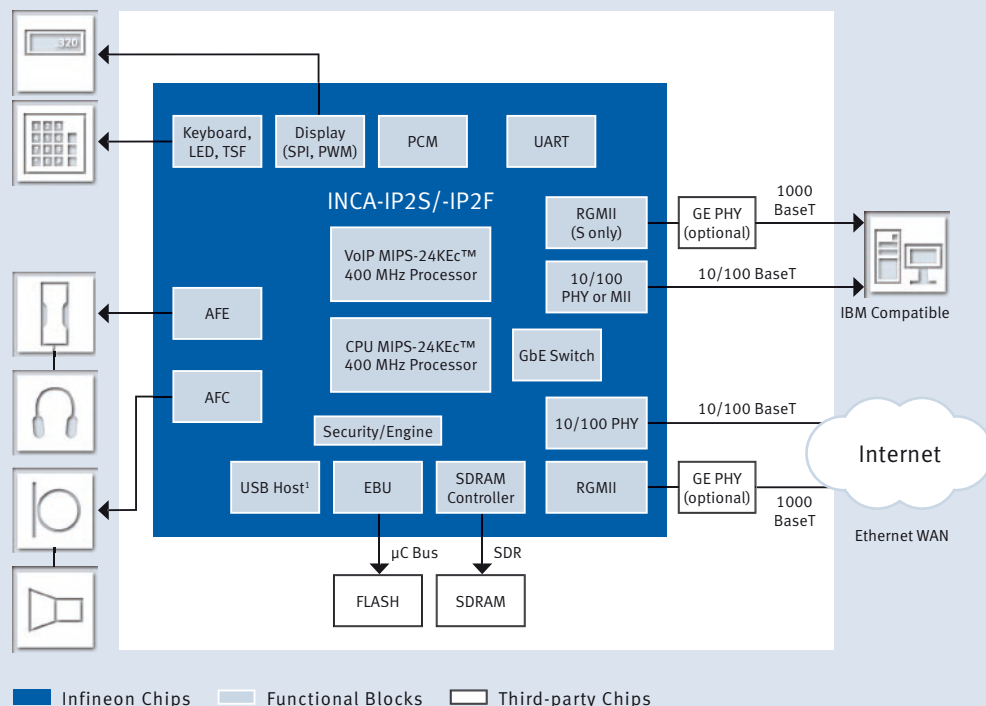 320
Keyboard,
LED, TSF
Display
(SPI, PWM)
PCM
UART
INCA-IP2S/-IP2F
RGMII
(S only)
GE PHY
(optional)
1000
BaseT
VoIP MIPS-24KEc™
400 MHz Processor
10/100
PHY or MII
10/100 BaseT
IBM Compatible
AFE
CPU MIPS-24KEc™
400 MHz Processor
GbE Switch
AFC
10/100 PHY
10/100 BaseT
Security/Engine
Internet
USB Host¹
EBU
SDRAM
Controller
RGMII
GE PHY
(optional)
1000
BaseT
Ethernet WAN
µC Bus
SDR
FLASH
SDRAM
Infineon Chips
Functional Blocks
Third-party Chips